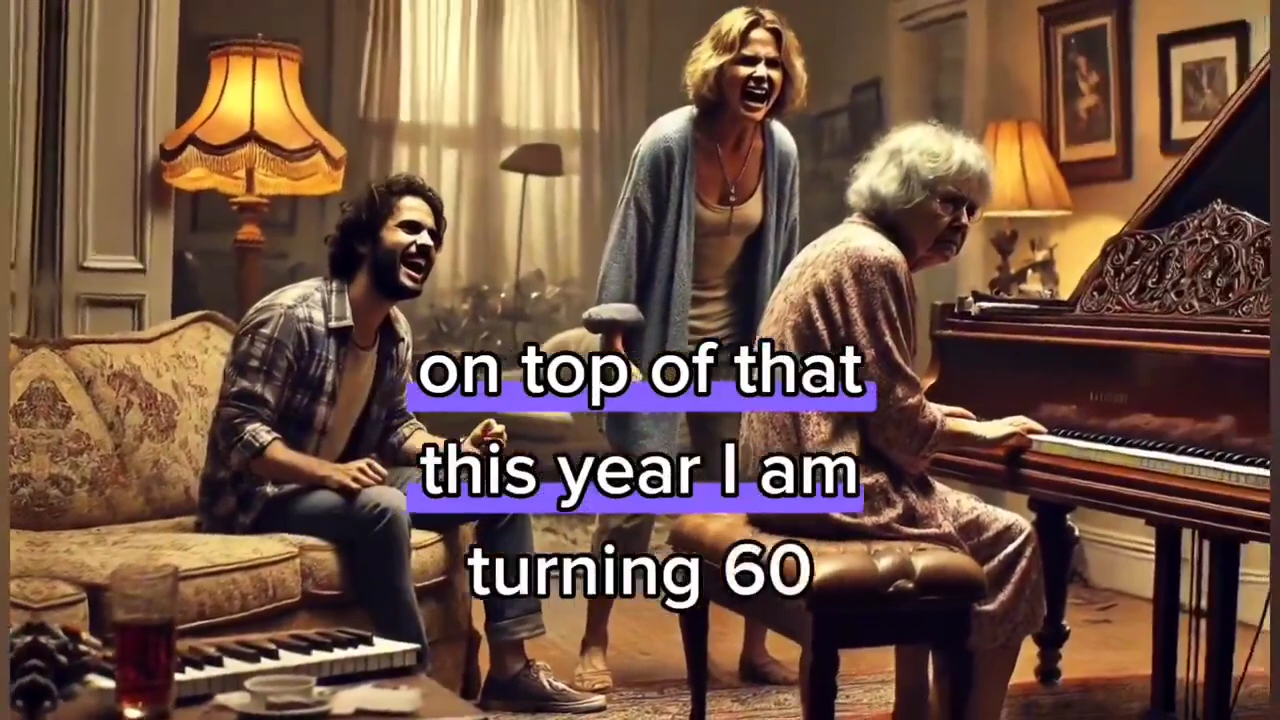 on top of that
this year I am
turning 60